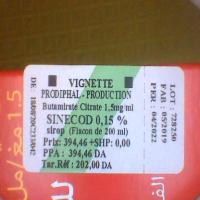 VIGNETTE
PRODIPHAL - PRODUCTION
Butamirate Citrate 1,5mg/ml
SINECOD 0,15 %
sirop (Flacon de 200 ml)
Prix: 394,46 +SHP: 0,00
PPA : 394,46 DA
Tar.Réf : 202,00 DA
LOT : 728250
FAB : 05/2019
PER : 04/2022